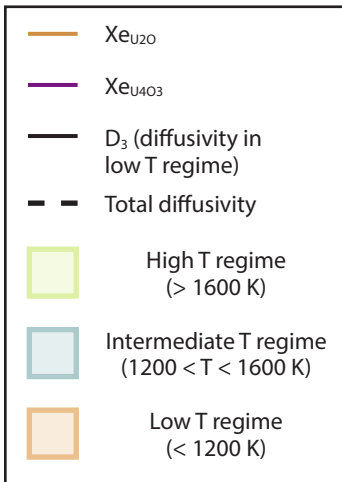 Xe_U2O
Xe_U4O3
D₃ (diffusivity in
low T regime)
Total diffusivity
High T regime
(> 1600 K)
Intermediate T regime
(1200 < T < 1600 K)
Low T regime
(< 1200 K)